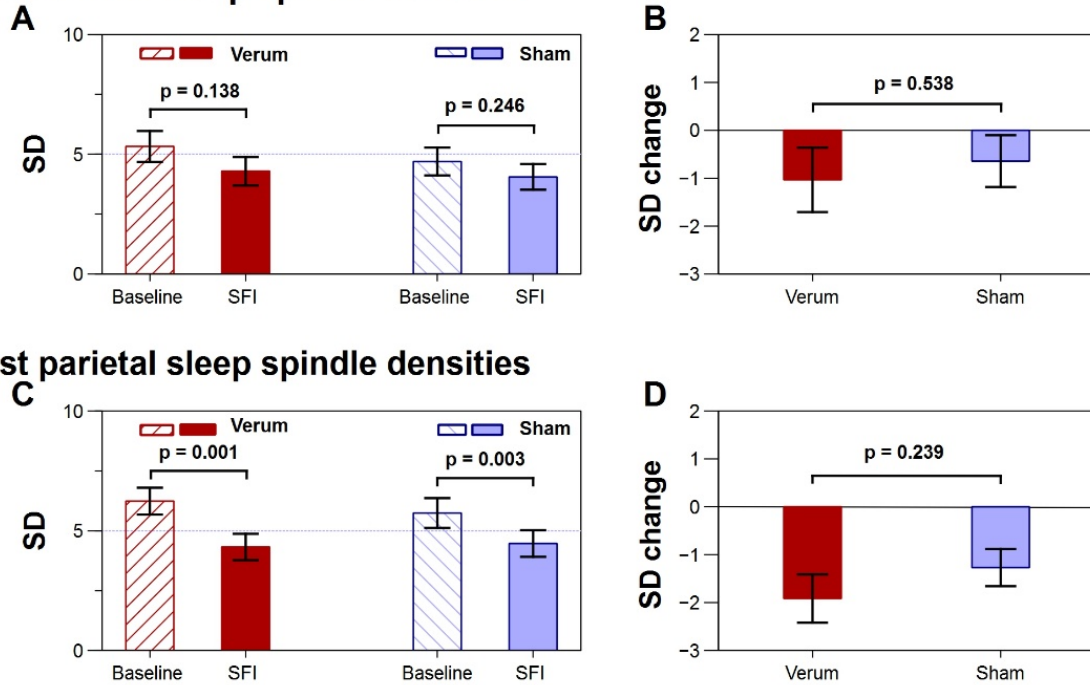 A
B
10
5
0
SD
Verum
Sham
p = 0.138
p = 0.246
Baseline
SFI
Baseline
SFI
2
1
0
−1
−2
−3
SD change
p = 0.538
Verum
Sham
st parietal sleep spindle densities
C
D
10
5
0
SD
Verum
Sham
p = 0.001
p = 0.003
Baseline
SFI
Baseline
SFI
2
1
0
−1
−2
−3
SD change
p = 0.239
Verum
Sham